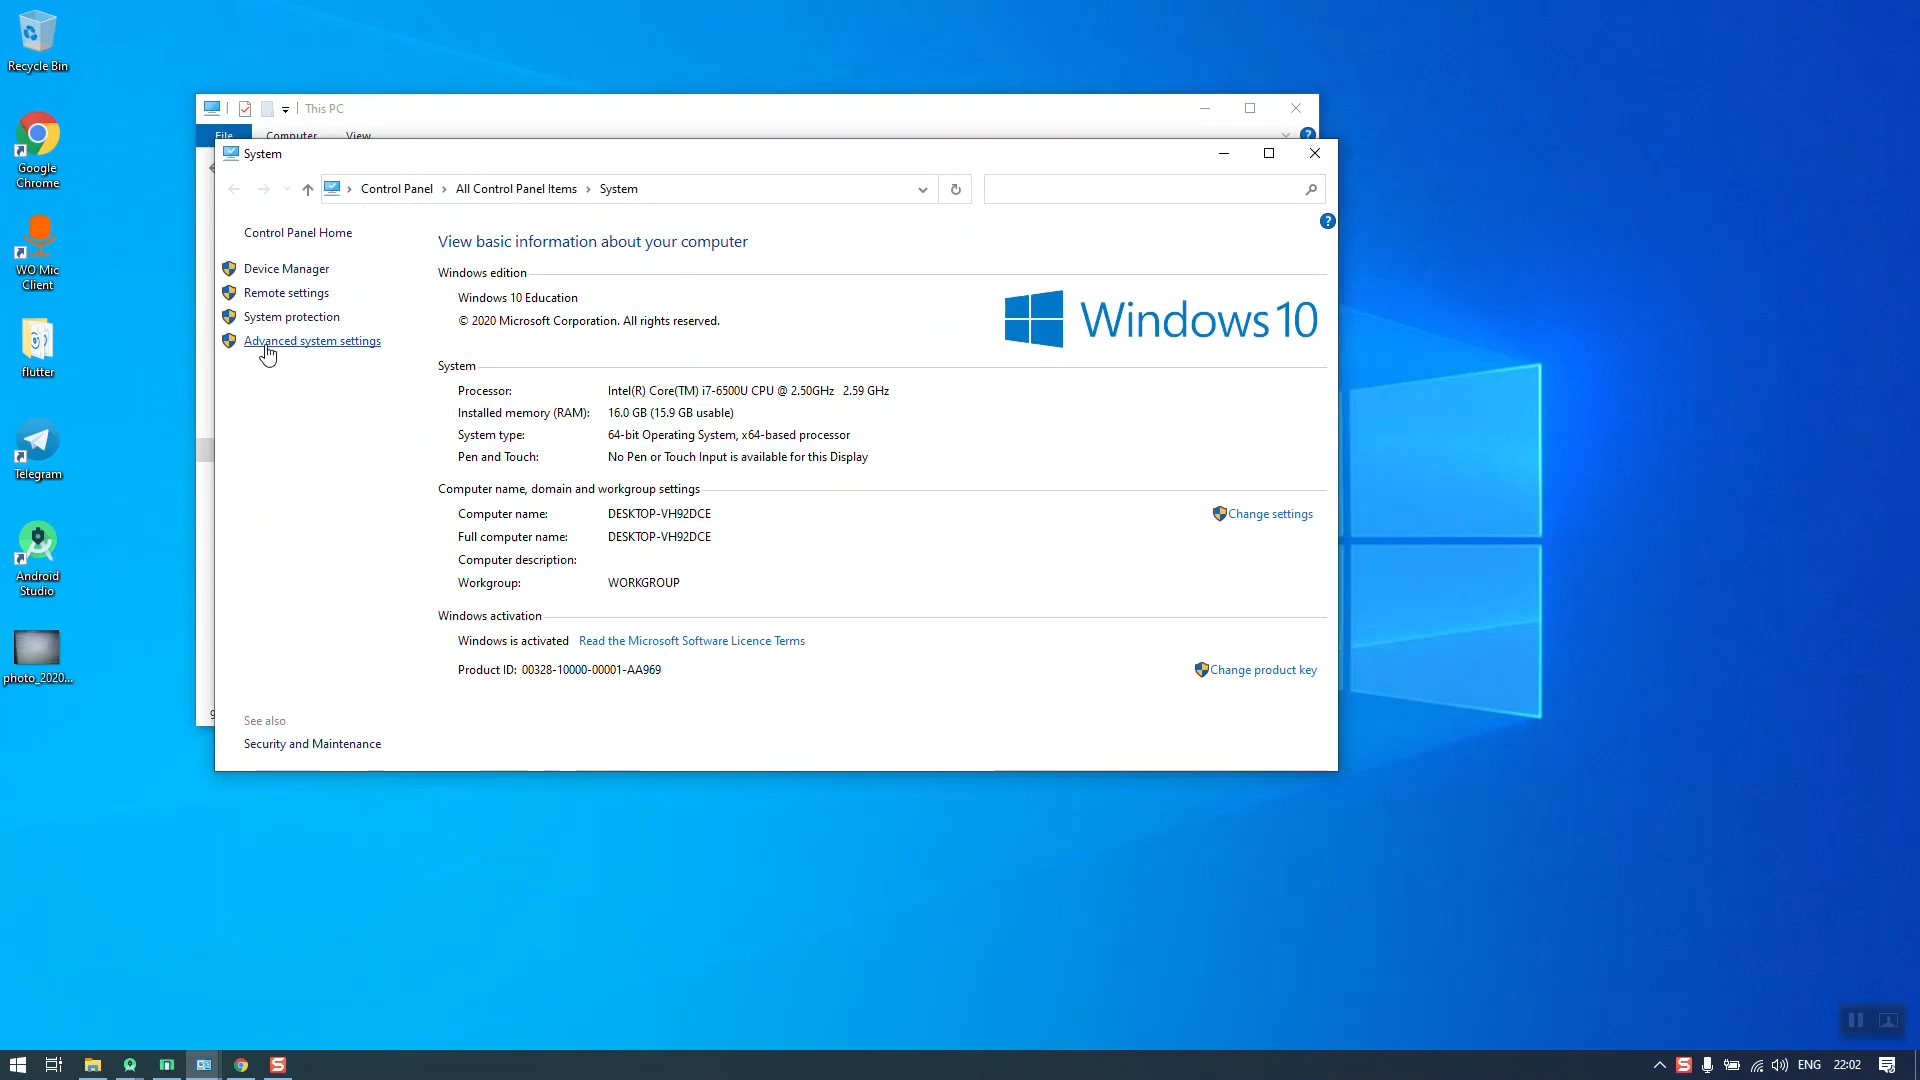 Recycle Bin
Google
Chrome
WO Mic
Client
flutter
Telegram
Android
Studio
photo_2020...
This PC
File
Computer
View
System
Control Panel
All Control Panel Items
System
Control Panel Home
Device Manager
Remote settings
System protection
Advanced system settings
See also
Security and Maintenance
View basic information about your computer
Windows edition
Windows 10 Education
© 2020 Microsoft Corporation. All rights reserved.
Windows 10
System
Processor: Intel(R) Core(TM) i7-6500U CPU @ 2.50GHz 2.59 GHz
Installed memory (RAM): 16.0 GB (15.9 GB usable)
System type: 64-bit Operating System, x64-based processor
Pen and Touch: No Pen or Touch Input is available for this Display
Computer name, domain and workgroup settings
Computer name: DESKTOP-VH92DCE
Change settings
Full computer name: DESKTOP-VH92DCE
Computer description:
Workgroup: WORKGROUP
Windows activation
Windows is activated Read the Microsoft Software Licence Terms
Product ID: 00328-10000-00001-AA969
Change product key
ENG
22:02